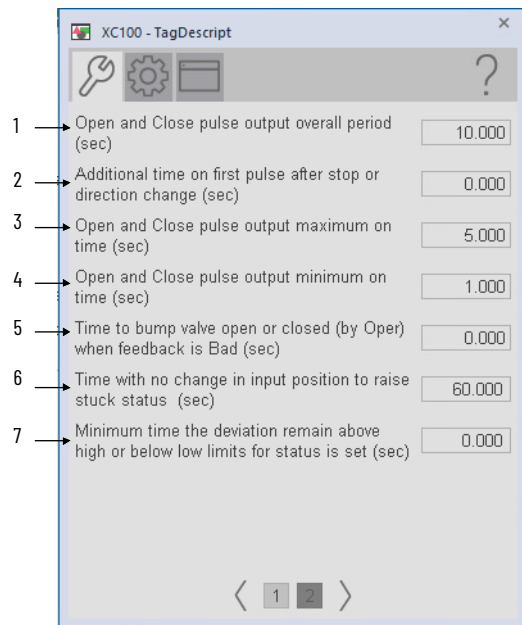 XC100 - TagDescript
×
?
1
Open and Close pulse output overall period
(sec)
10.000
2
Additional time on first pulse after stop or
direction change (sec)
0.000
3
Open and Close pulse output maximum on
time (sec)
5.000
4
Open and Close pulse output minimum on
time (sec)
1.000
5
Time to bump valve open or closed (by Oper)
when feedback is Bad (sec)
0.000
6
Time with no change in input position to raise
stuck status (sec)
60.000
7
Minimum time the deviation remain above
high or below low limits for status is set (sec)
0.000
1 2